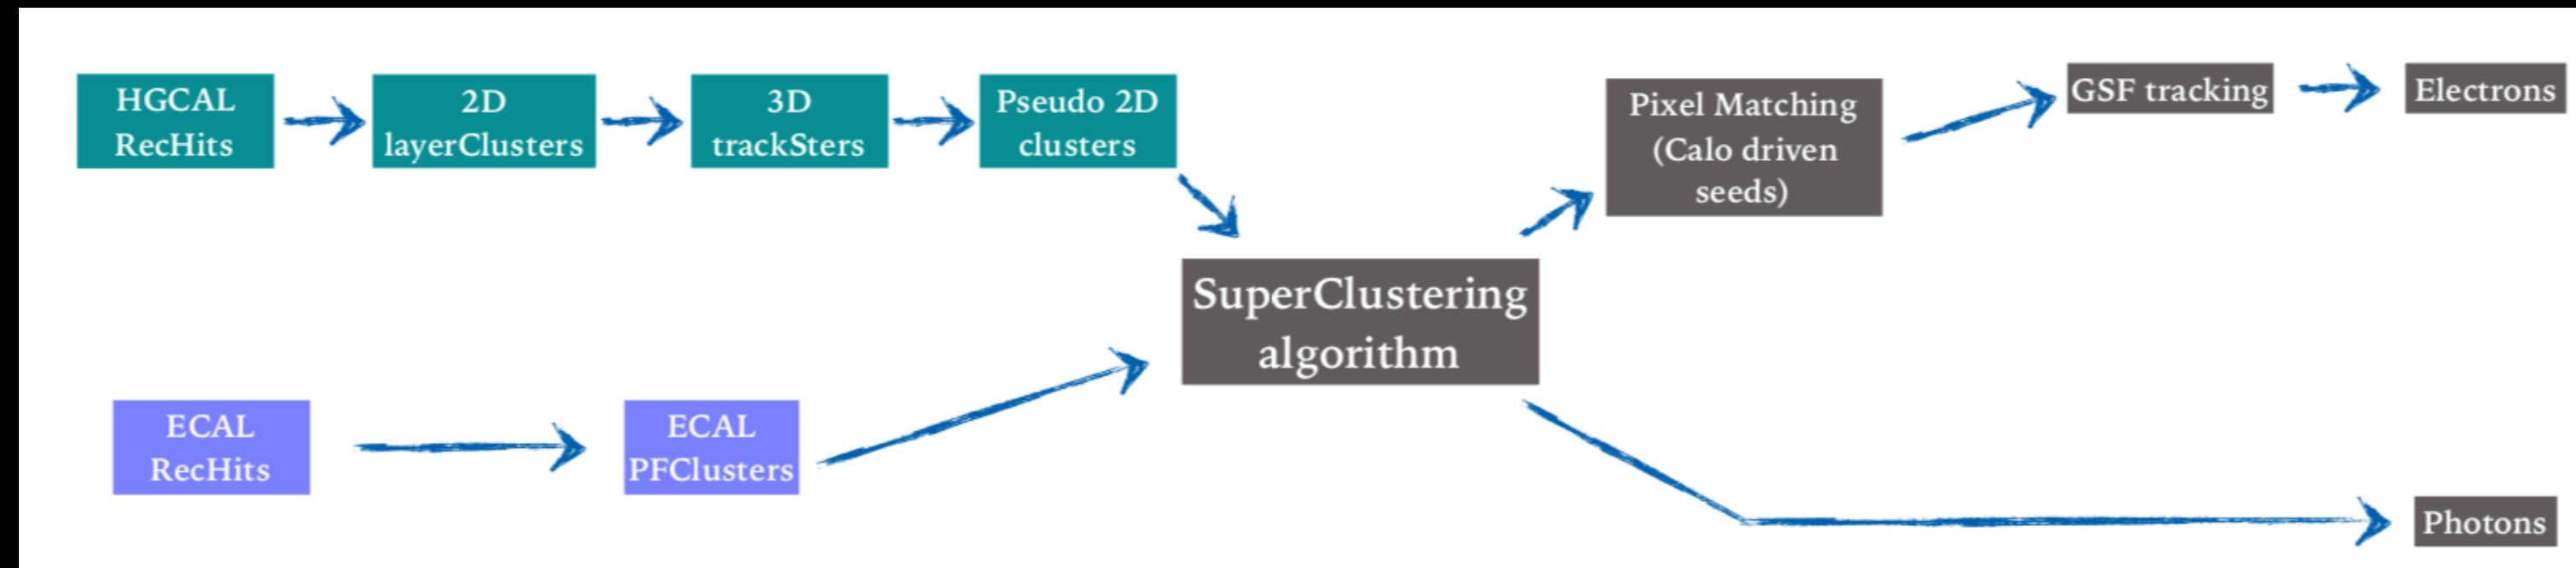 HGCAL
RecHits
2D
layerClusters
3D
trackSters
Pseudo 2D
clusters
Pixel Matching
(Calo driven
seeds)
GSF tracking
Electrons
SuperClustering
algorithm
ECAL
RecHits
ECAL
PFClusters
Photons